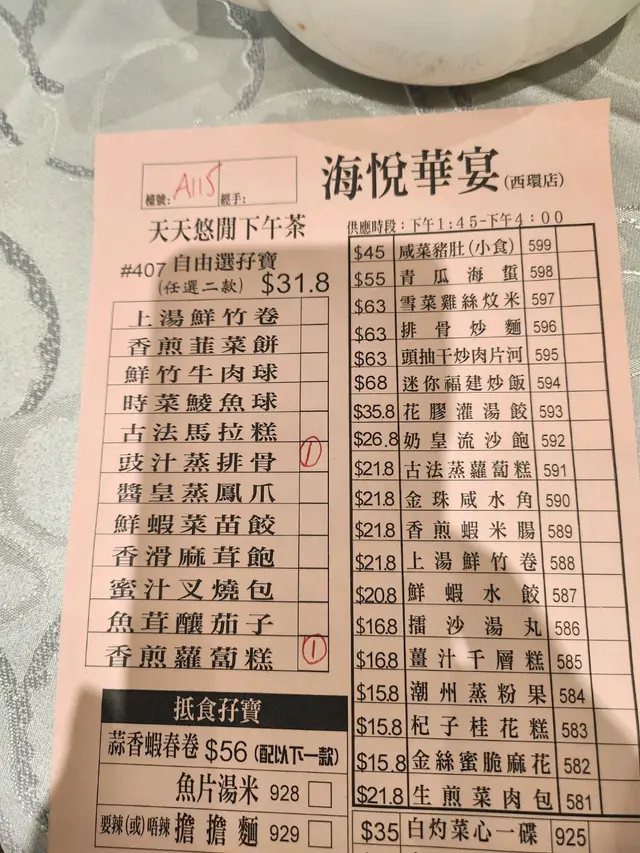 海悅華宴(西環店)
檯號: A115 經手:
天天悠閒下午茶
#407 自由選孖寶
(任選二款) $31.8
上湯鮮竹卷
香煎韮菜餅
鮮竹牛肉球
時菜鯪魚球
古法馬拉糕
豉汁蒸排骨 1
醬皇蒸鳳爪
鮮蝦菜苗餃
香滑麻茸飽
蜜汁叉燒包
魚茸釀茄子
香煎蘿蔔糕 1
抵食孖寶
蒜香蝦春卷 $56 (配以下一款)
魚片湯米 928
要辣(或)唔辣 擔擔麵 929
供應時段:下午1:45-下午4:00
$45 咸菜豬肚(小食) 599
$55 青瓜海蜇 598
$63 雪菜雞絲炆米 597
$63 排骨炒麵 596
$63 頭抽干炒肉片河 595
$68 迷你福建炒飯 594
$35.8 花膠灌湯餃 593
$26.8 奶皇流沙飽 592
$21.8 古法蒸蘿蔔糕 591
$21.8 金珠咸水角 590
$21.8 香煎蝦米腸 589
$21.8 上湯鮮竹卷 588
$20.8 鮮蝦水餃 587
$16.8 擂沙湯丸 586
$16.8 薑汁千層糕 585
$15.8 潮州蒸粉果 584
$15.8 杞子桂花糕 583
$15.8 金絲蜜脆麻花 582
$21.8 生煎菜肉包 581
$35 白灼菜心一碟 925